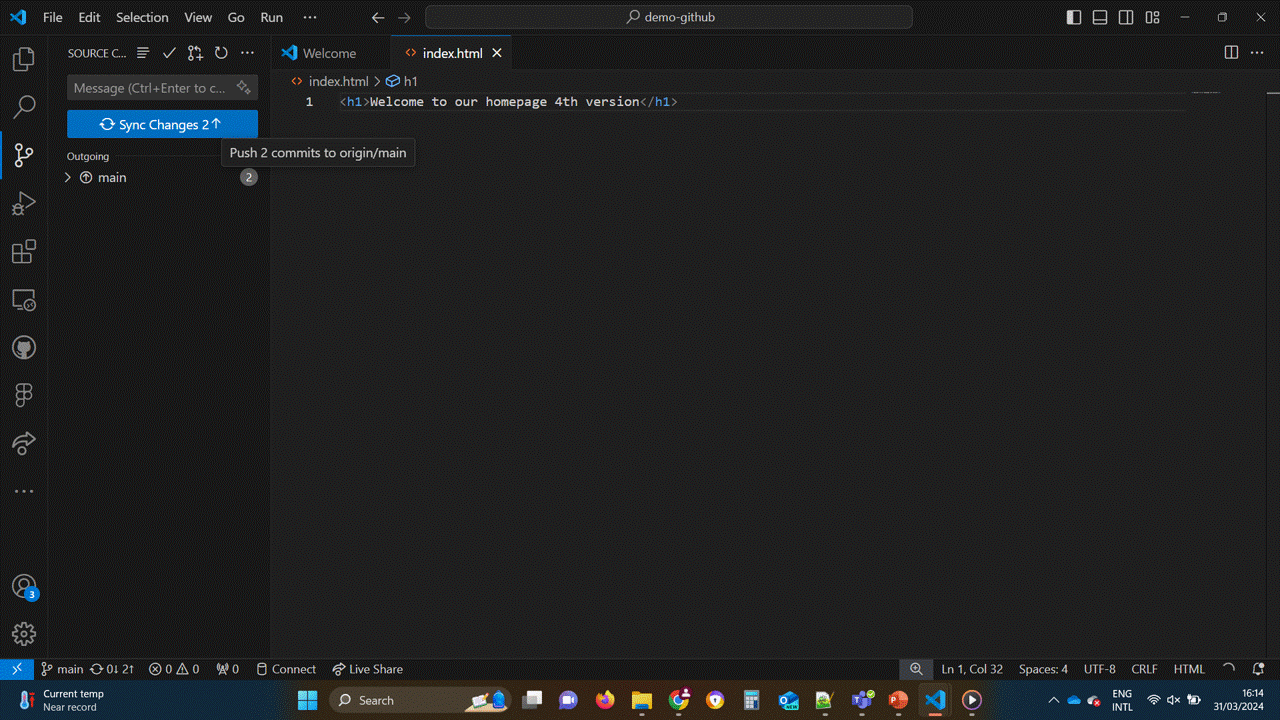 File Edit Selection View Go Run ···
demo-github
SOURCE C...
Welcome
index.html
index.html > h1
Message (Ctrl+Enter to c...
1 <h1>Welcome to our homepage 4th version</h1>
Sync Changes 2↑
Push 2 commits to origin/main
Outgoing
main 2
3
main 0↓ 2↑ 0 0 0 Connect Live Share
Ln 1, Col 32 Spaces: 4 UTF-8 CRLF HTML
Current temp
Near record
Search
NEW
ENG
INTL
16:14
31/03/2024